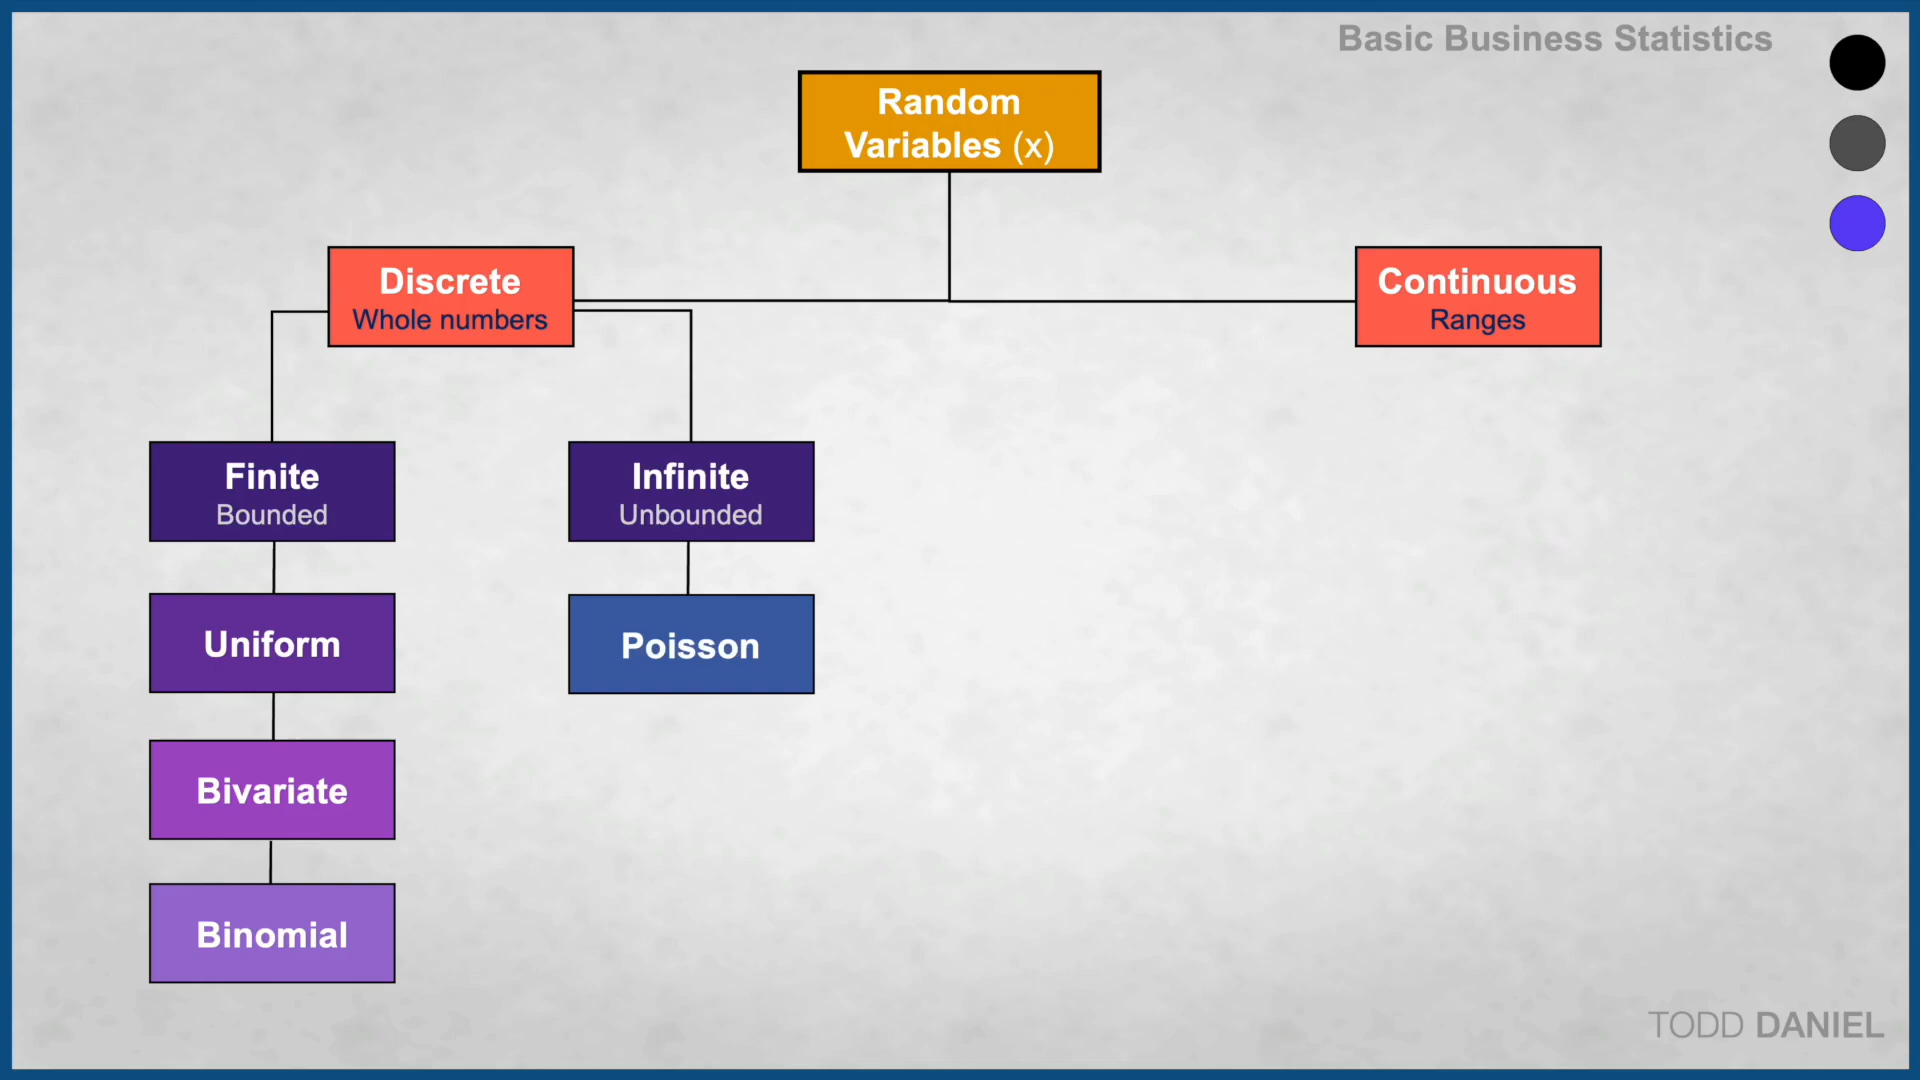 Basic Business Statistics
Random
Variables (x)
Discrete
Whole numbers
Continuous
Ranges
Finite
Bounded
Infinite
Unbounded
Uniform
Poisson
Bivariate
Binomial
TODD DANIEL